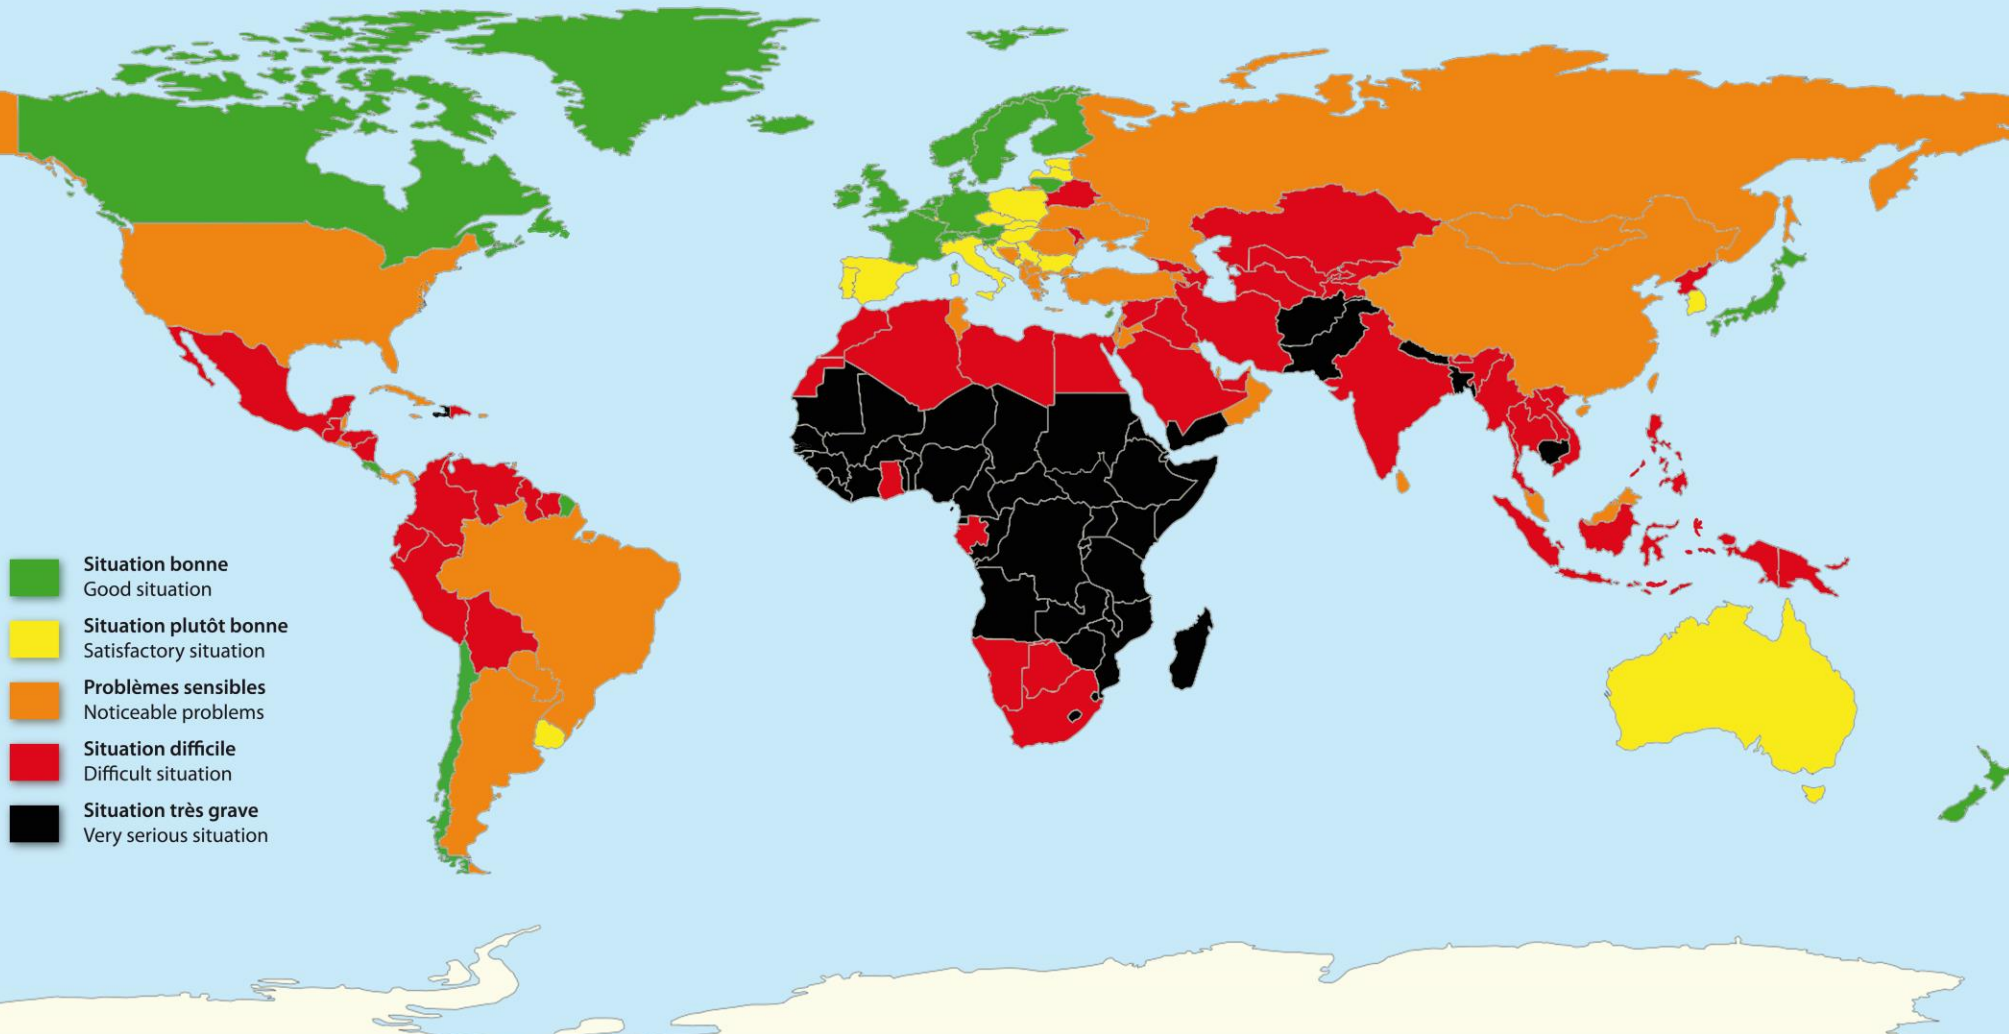 Situation bonne
Good situation
Situation plutôt bonne
Satisfactory situation
Problèmes sensibles
Noticeable problems
Situation difficile
Difficult situation
Situation très grave
Very serious situation